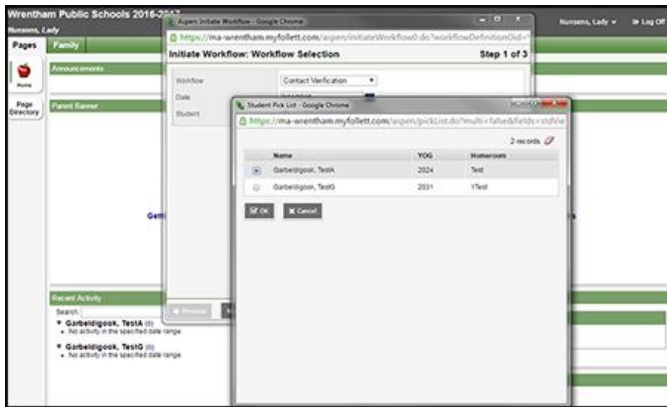 Wrentham Public Schools 2016-2017
Nursons, Lady
Log Off
Pages
Family
Home
Page
Directory
Announcements
Parent Banner
Aspen Initiate Workflow - Google Chrome
https://ma-wrentham.myfollett.com/aspen/initiateWorkflow0.do?workflowDefinitionOid=
Initiate Workflow: Workflow Selection
Step 1 of 3
Workflow
Contact Verification
Date
Student
Student Pick List - Google Chrome
https://ma-wrentham.myfollett.com/aspen/pickList.do?multi=false&fields=stdVie
2 records
Name
YOG
Homeroom
Garbeldigook, TestA
2024
Test
Garbeldigook, TestG
2031
1Test
OK
Cancel
Previous
Recent Activity
Search
Garbeldigook, TestA (0)
No activity in the specified date range
Garbeldigook, TestG (0)
No activity in the specified date range